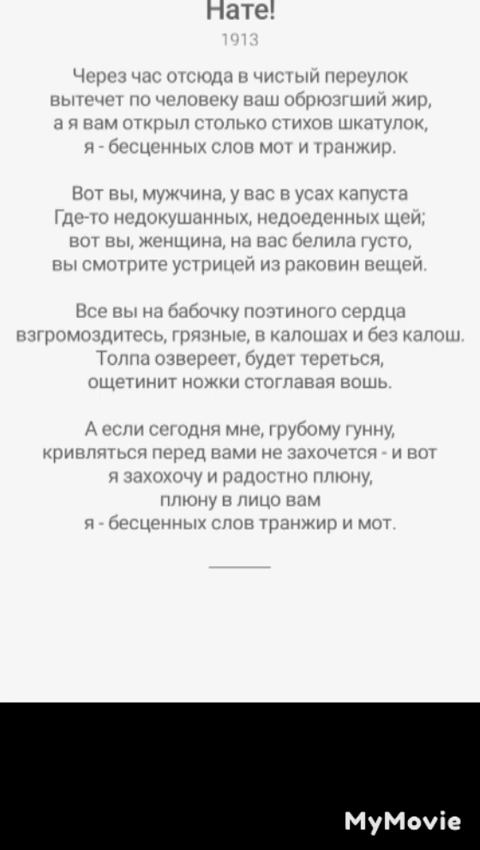 Нате!
1913
Через час отсюда в чистый переулок
вытечет по человеку ваш обрюзгший жир,
а я вам открыл столько стихов шкатулок,
я - бесценных слов мот и транжир.
Вот вы, мужчина, у вас в усах капуста
Где-то недокушанных, недоеденных щей;
вот вы, женщина, на вас белила густо,
вы смотрите устрицей из раковин вещей.
Все вы на бабочку поэтиного сердца
взгромоздитесь, грязные, в калошах и без калош.
Толпа озвереет, будет тереться,
ощетинит ножки стоглавая вошь.
А если сегодня мне, грубому гунну,
кривляться перед вами не захочется - и вот
я захохочу и радостно плюну,
плюну в лицо вам
я - бесценных слов транжир и мот.
MyMovie